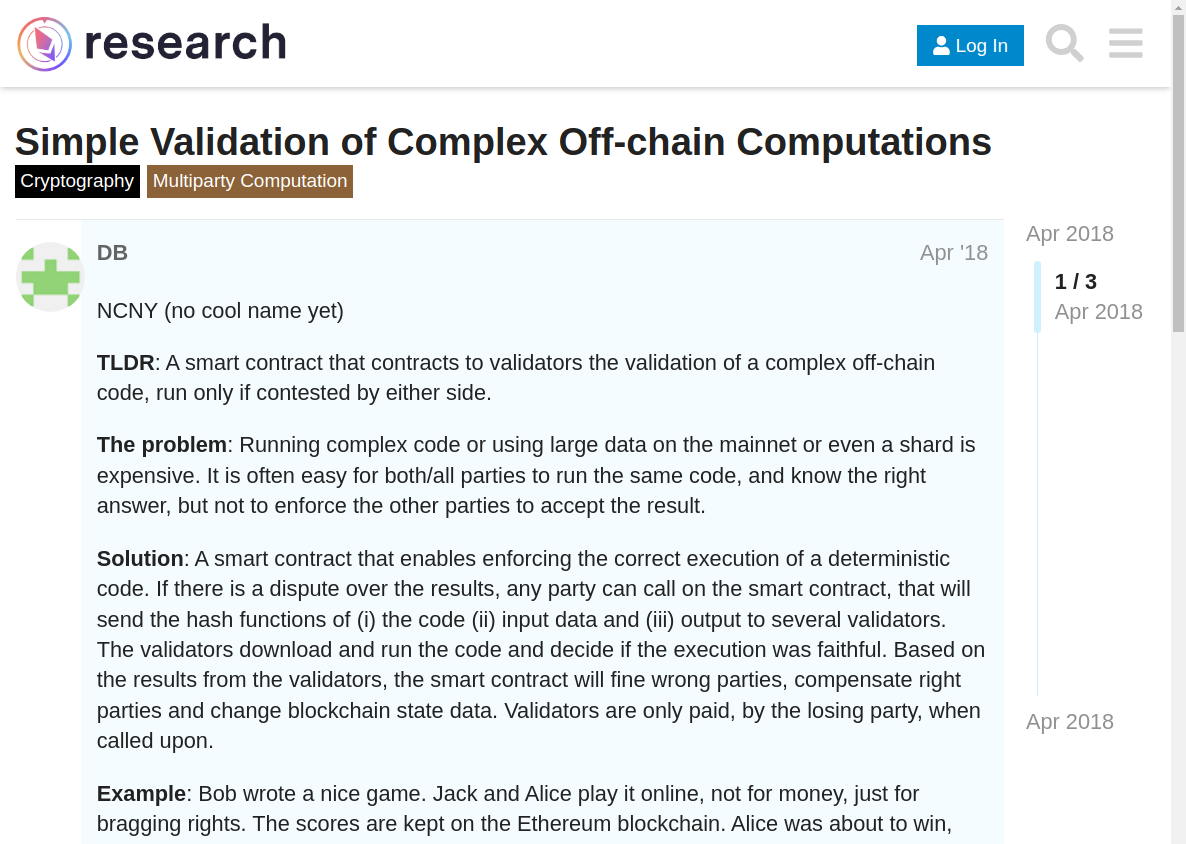 research
Log In
Simple Validation of Complex Off-chain Computations
Cryptography Multiparty Computation
DB Apr '18
NCNY (no cool name yet)
TLDR: A smart contract that contracts to validators the validation of a complex off-chain
code, run only if contested by either side.
The problem: Running complex code or using large data on the mainnet or even a shard is
expensive. It is often easy for both/all parties to run the same code, and know the right
answer, but not to enforce the other parties to accept the result.
Solution: A smart contract that enables enforcing the correct execution of a deterministic
code. If there is a dispute over the results, any party can call on the smart contract, that will
send the hash functions of (i) the code (ii) input data and (iii) output to several validators.
The validators download and run the code and decide if the execution was faithful. Based on
the results from the validators, the smart contract will fine wrong parties, compensate right
parties and change blockchain state data. Validators are only paid, by the losing party, when
called upon.
Example: Bob wrote a nice game. Jack and Alice play it online, not for money, just for
bragging rights. The scores are kept on the Ethereum blockchain. Alice was about to win,
Apr 2018
1 / 3
Apr 2018
Apr 2018